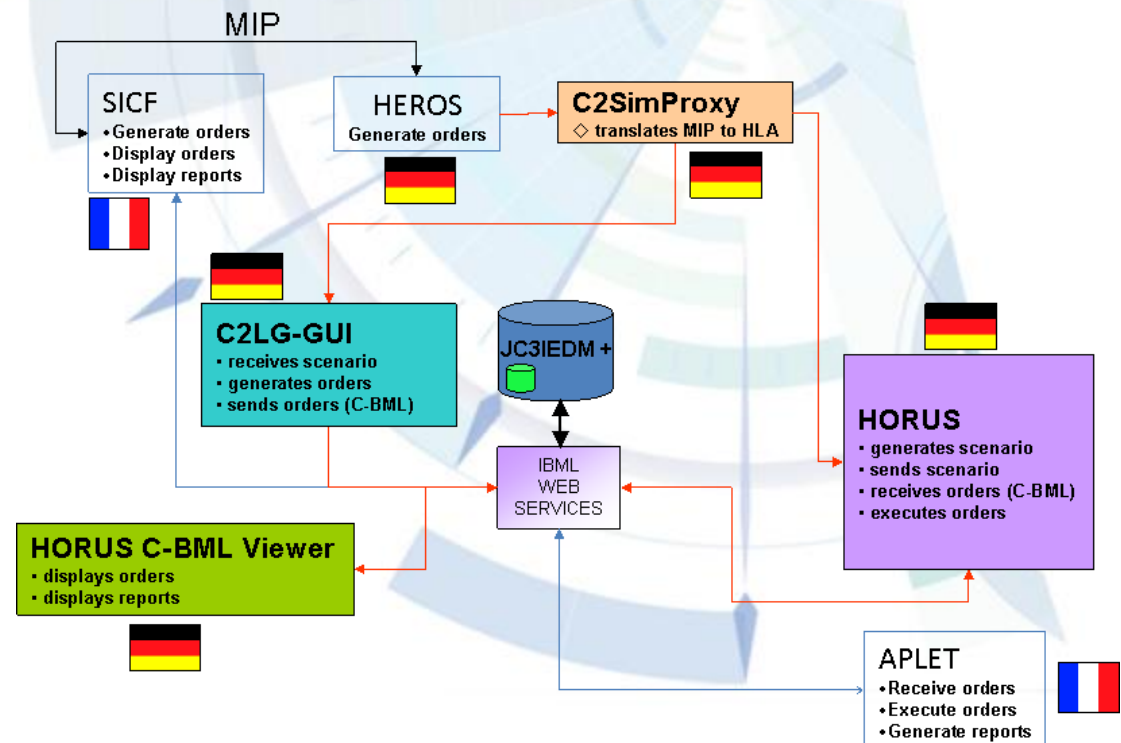 MIP
SICF
•Generate orders
•Display orders
•Display reports
HEROS
Generate orders
C2SimProxy
◇ translates MIP to HLA
C2LG-GUI
▪ receives scenario
▪ generates orders
▪ sends orders (C-BML)
JC3IEDM +
IBML
WEB
SERVICES
HORUS
▪ generates scenario
▪ sends scenario
▪ receives orders (C-BML)
▪ executes orders
HORUS C-BML Viewer
▪ displays orders
▪ displays reports
APLET
•Receive orders
•Execute orders
•Generate reports